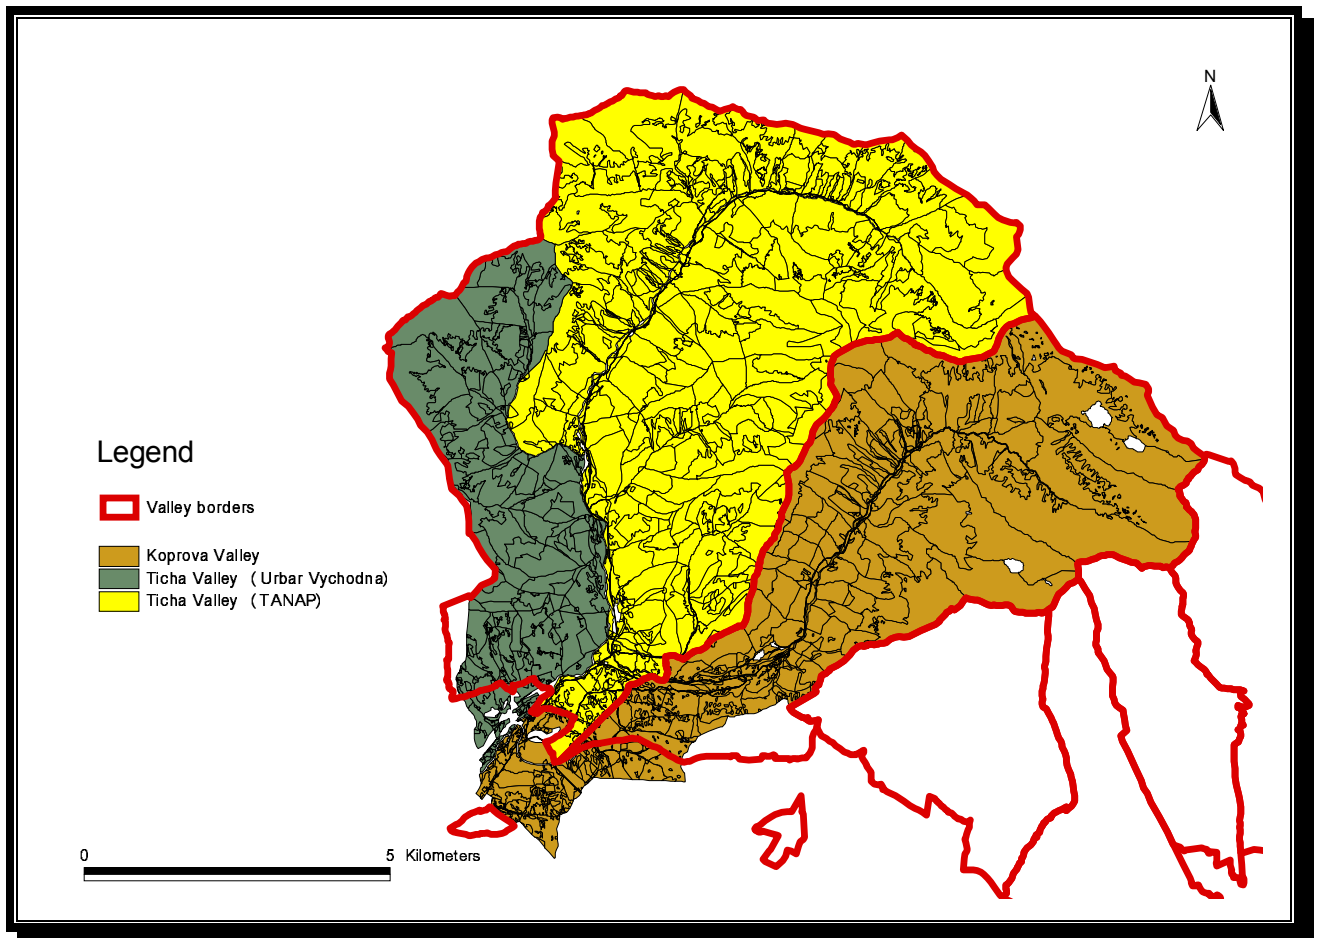 N
Legend
Valley borders
Koprova Valley
Ticha Valley ( Urbar Vychodna)
Ticha Valley ( TANAP)
0 5 Kilometers